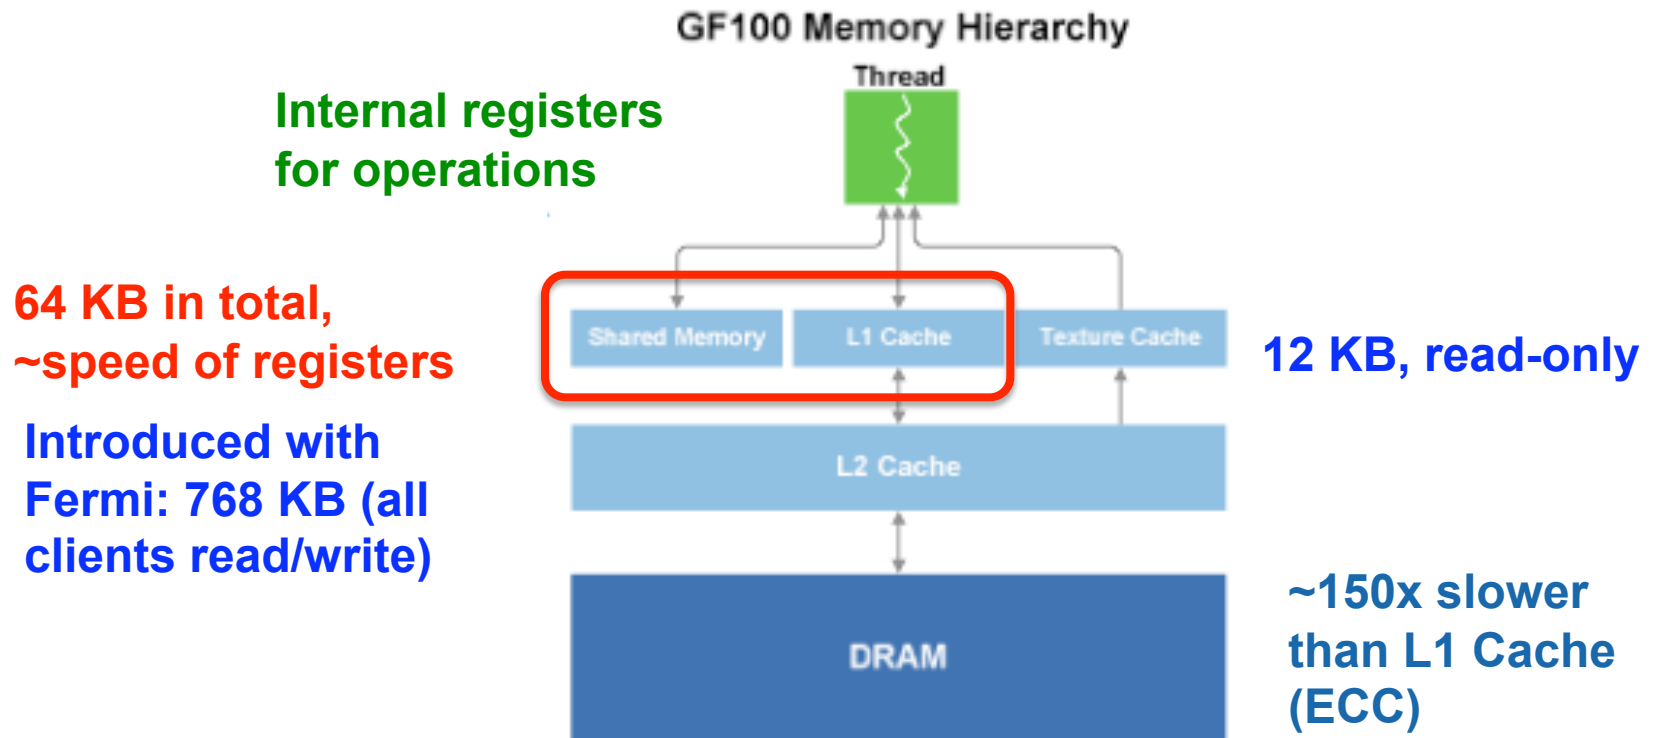 GF100 Memory Hierarchy
Thread
Internal registers
for operations
64 KB in total,
~speed of registers
Shared Memory
L1 Cache
Texture Cache
12 KB, read-only
Introduced with
Fermi: 768 KB (all
clients read/write)
L2 Cache
DRAM
~150x slower
than L1 Cache
(ECC)